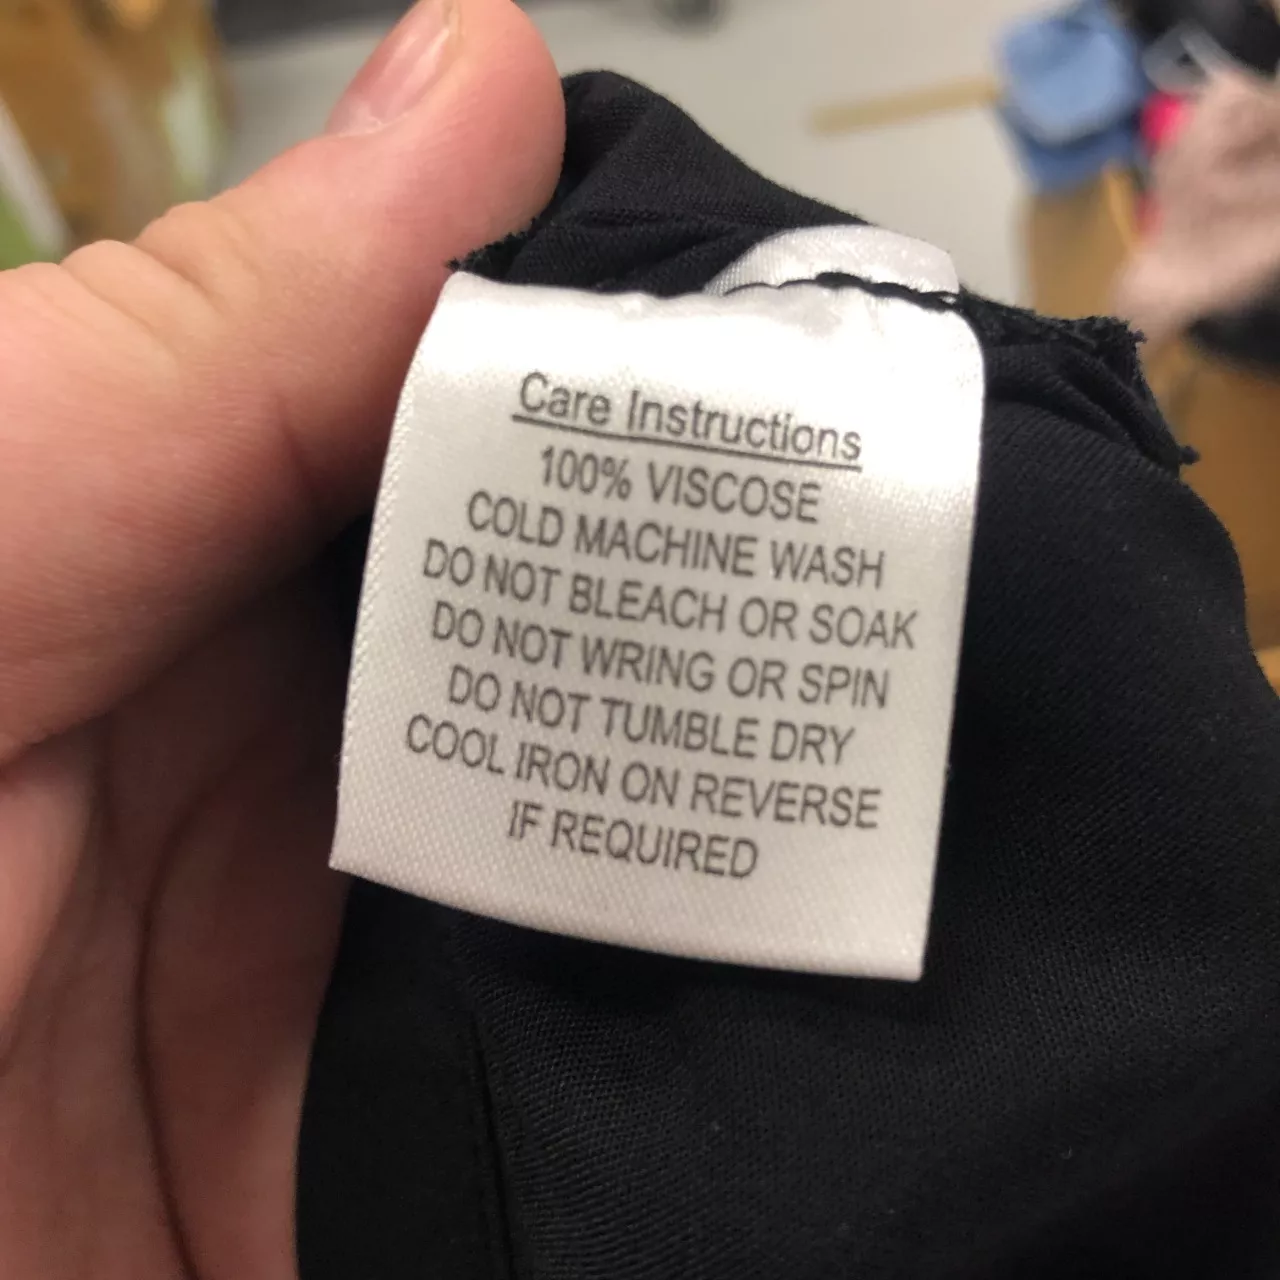 Care Instructions
100% VISCOSE
COLD MACHINE WASH
DO NOT BLEACH OR SOAK
DO NOT WRING OR SPIN
DO NOT TUMBLE DRY
COOL IRON ON REVERSE
IF REQUIRED